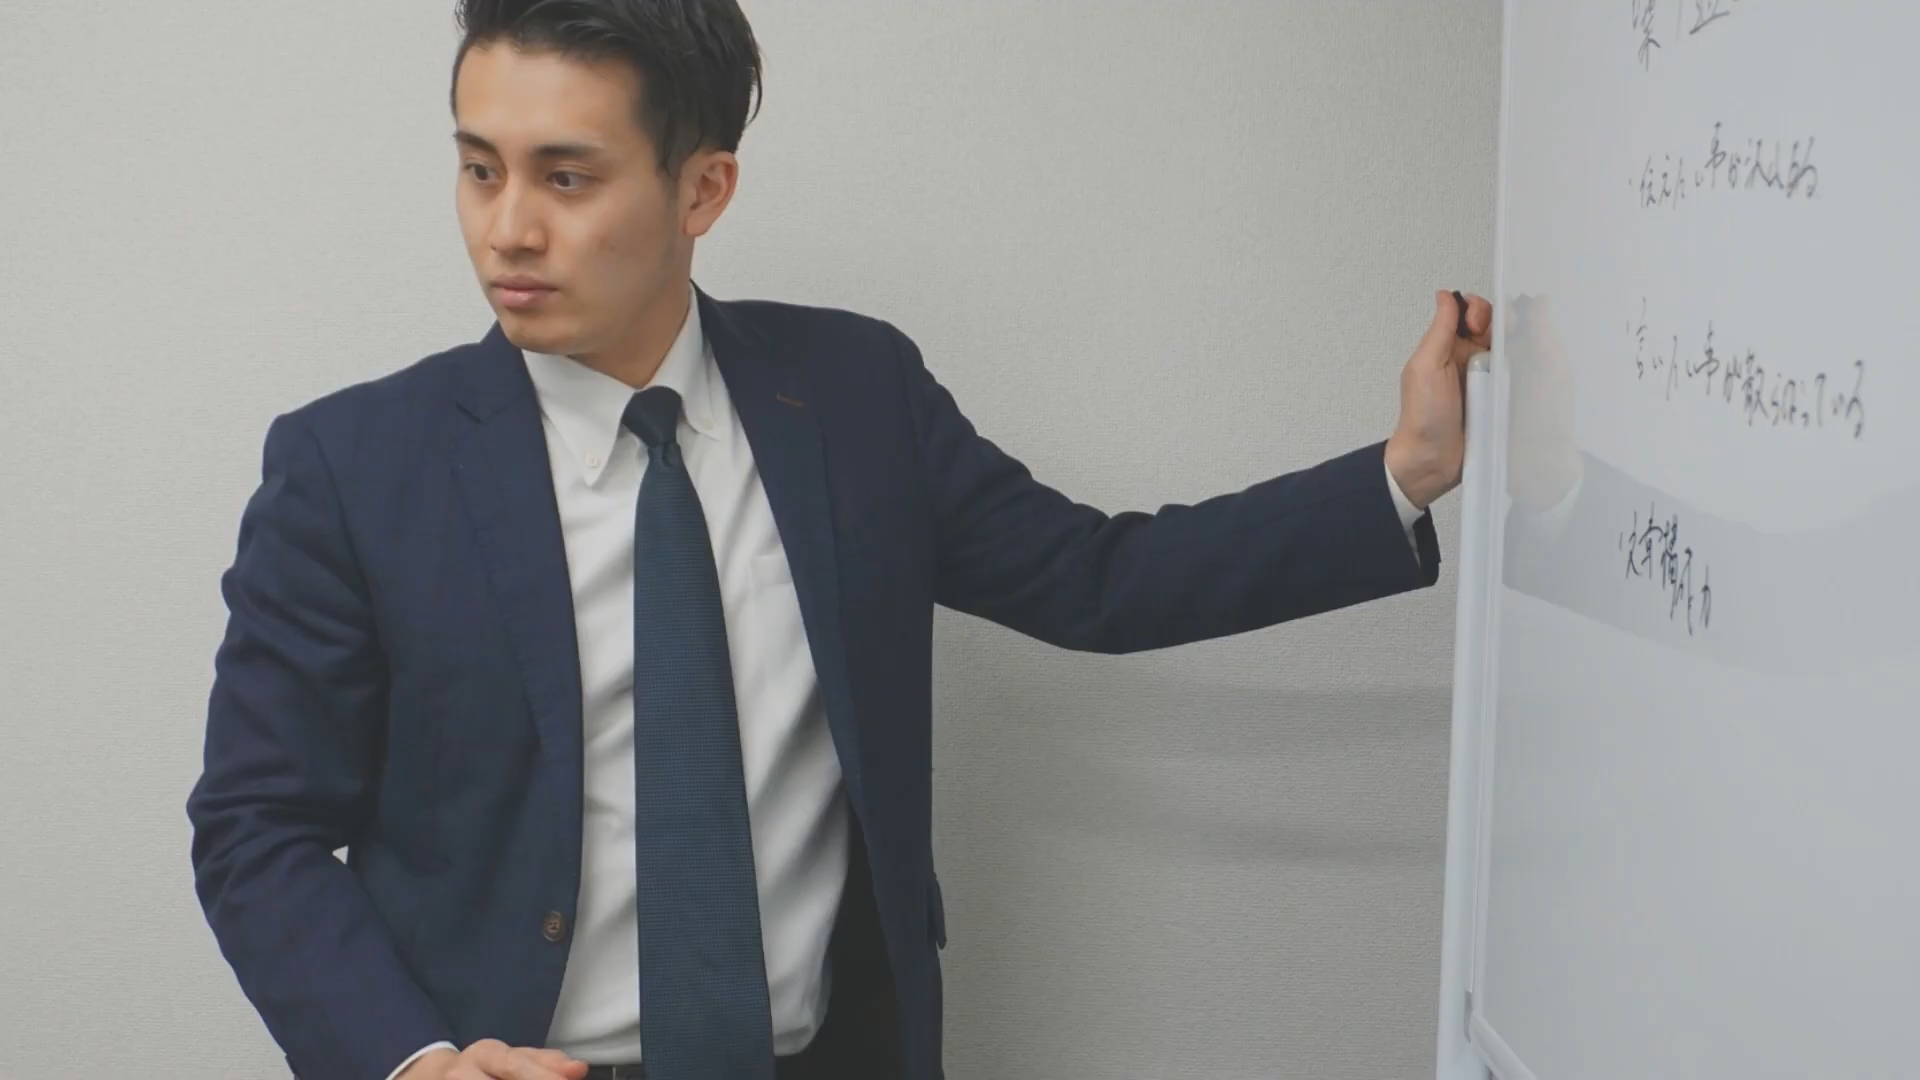 ・伝えたい事が沢山ある
・言いたい事が散らばっている
・文章構成力